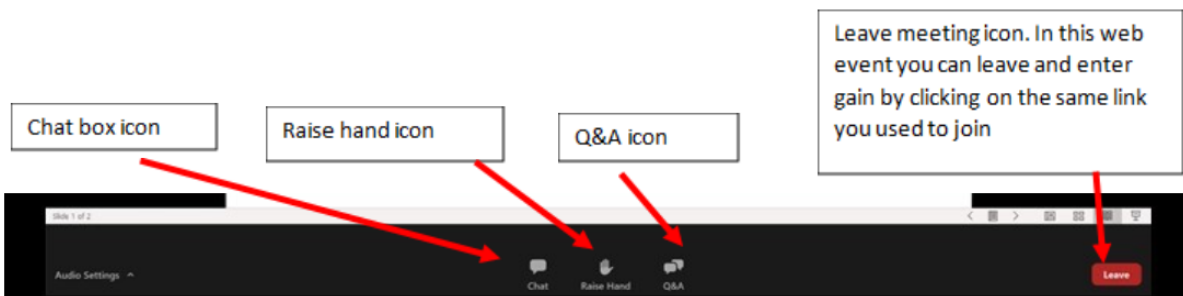 Leave meeting icon. In this web
event you can leave and enter
gain by clicking on the same link
you used to join
Chat box icon
Raise hand icon
Q&A icon
Slide 1 of 2
Audio Settings
Chat
Raise Hand
Q&A
Leave